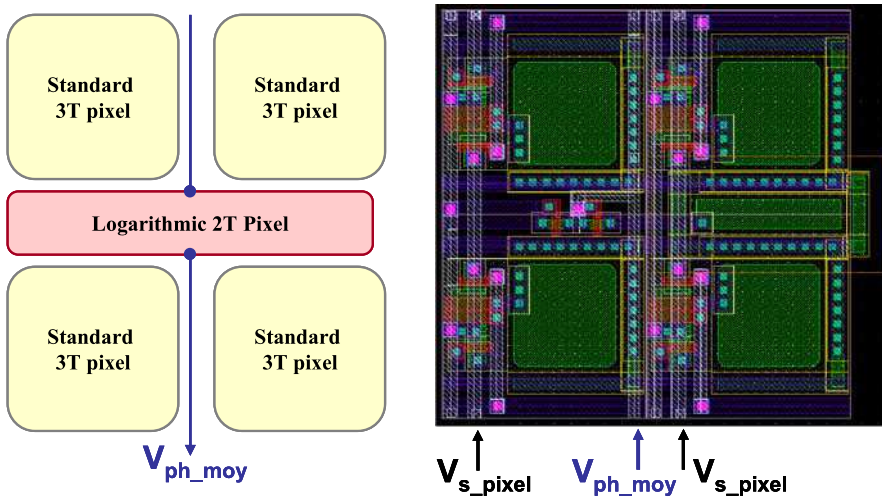 Standard
3T pixel
Standard
3T pixel
Logarithmic 2T Pixel
Standard
3T pixel
Standard
3T pixel
Vph_moy
Vs_pixel
Vph_moy
Vs_pixel